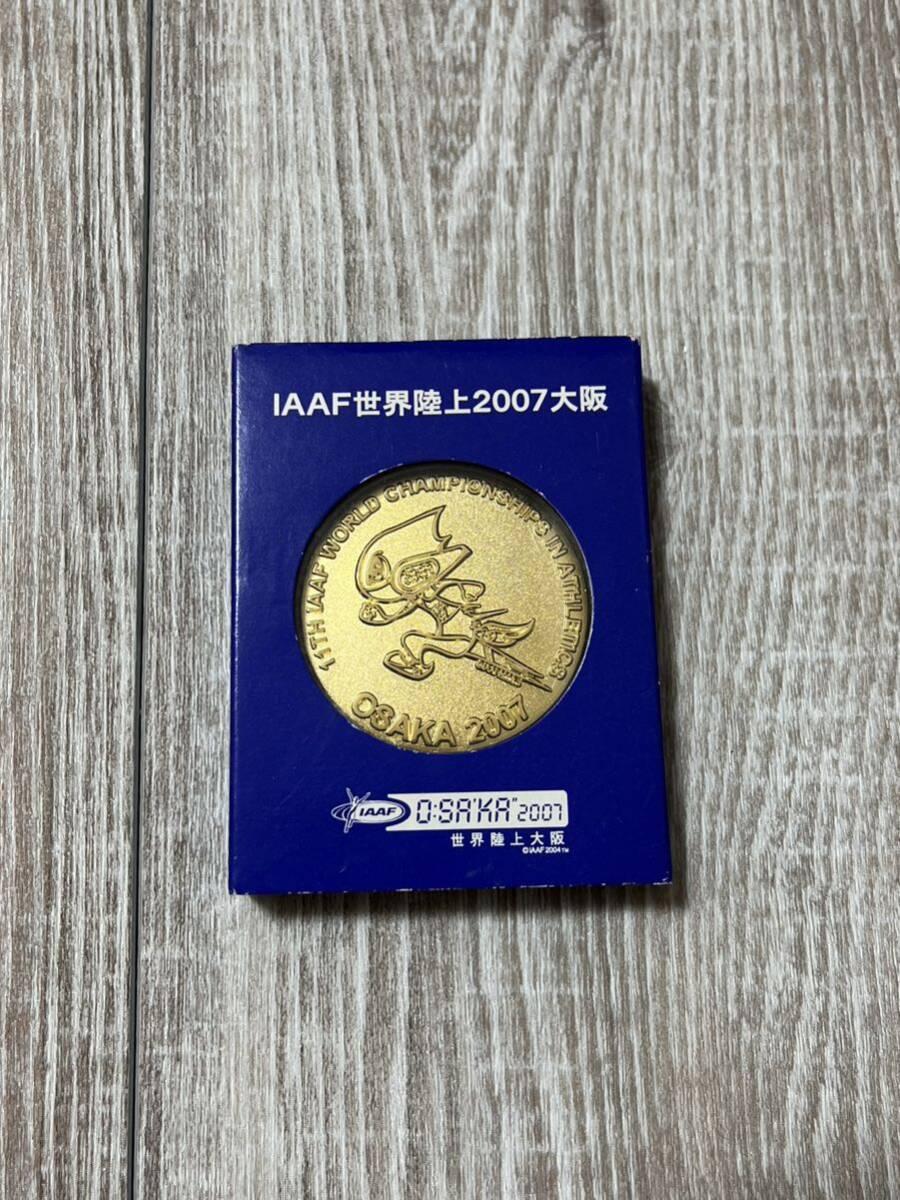 IAAF世界陸上2007大阪
11TH IAAF WORLD CHAMPIONSHIPS IN ATHLETICS
OSAKA 2007
IAAF O:SA'KA" 2007
世界陸上大阪
©IAAF 2004 TM